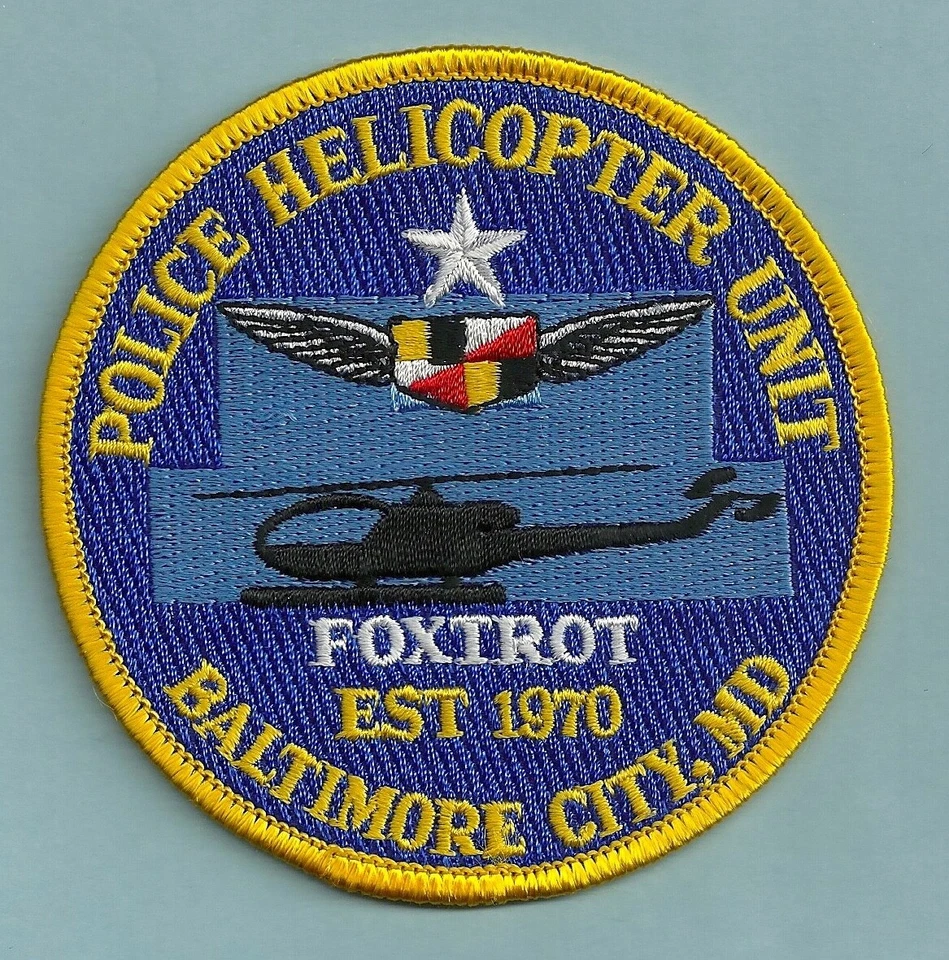 POLICE HELICOPTER UNIT
FOXTROT
EST 1970
BALTIMORE CITY, MD